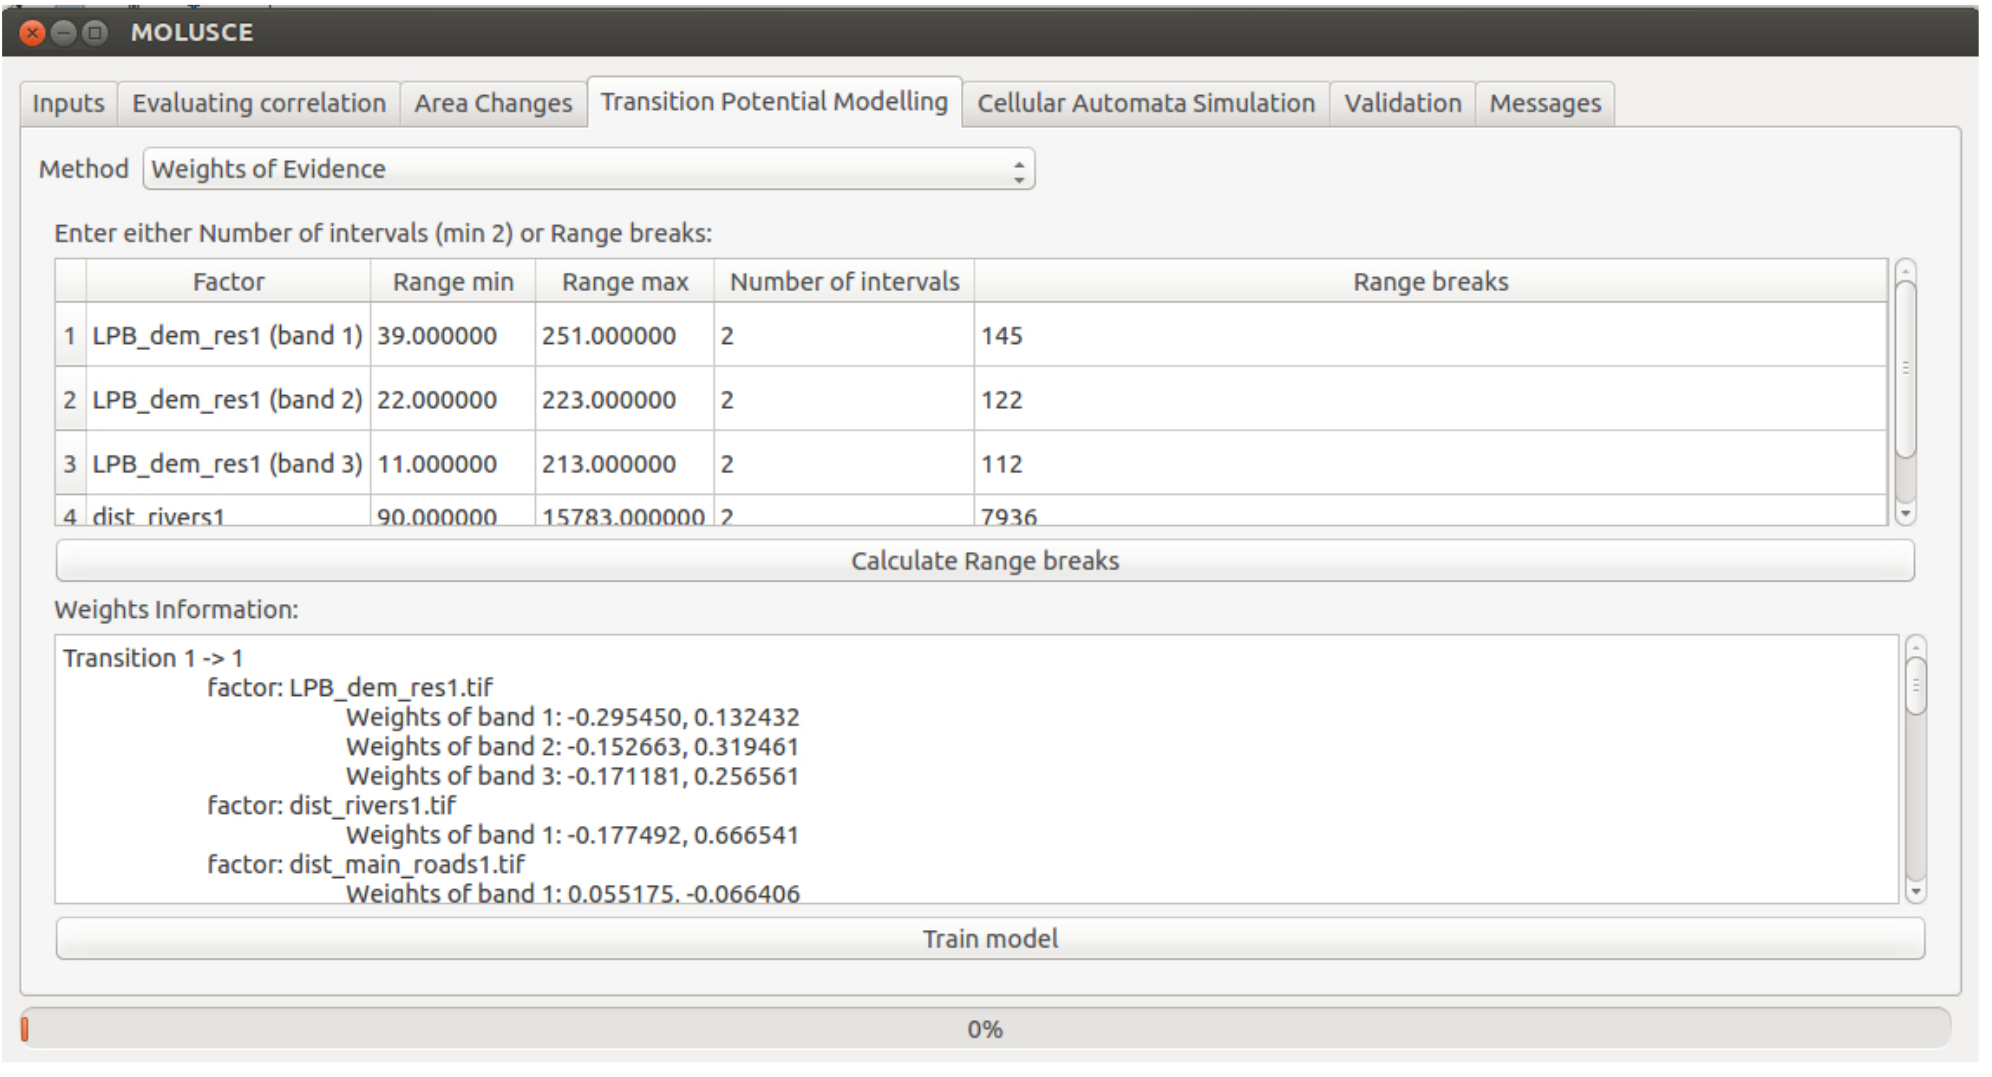 MOLUSCE
Inputs Evaluating correlation Area Changes Transition Potential Modelling Cellular Automata Simulation Validation Messages
Method Weights of Evidence
Enter either Number of intervals (min 2) or Range breaks:
Factor Range min Range max Number of intervals Range breaks
1 LPB_dem_res1 (band 1) 39.000000 251.000000 2 145
2 LPB_dem_res1 (band 2) 22.000000 223.000000 2 122
3 LPB_dem_res1 (band 3) 11.000000 213.000000 2 112
4 dist_rivers1 90.000000 15783.000000 2 7936
Calculate Range breaks
Weights Information:
Transition 1 -> 1
factor: LPB_dem_res1.tif
Weights of band 1: -0.295450, 0.132432
Weights of band 2: -0.152663, 0.319461
Weights of band 3: -0.171181, 0.256561
factor: dist_rivers1.tif
Weights of band 1: -0.177492, 0.666541
factor: dist_main_roads1.tif
Weights of band 1: 0.055175, -0.066406
Train model
0%